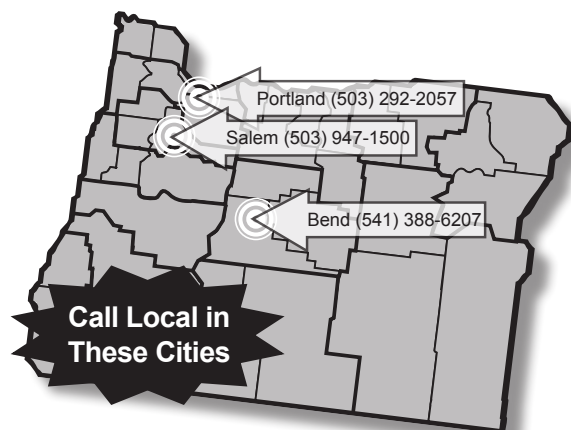 Portland (503) 292-2057
Salem (503) 947-1500
Bend (541) 388-6207
Call Local in
These Cities